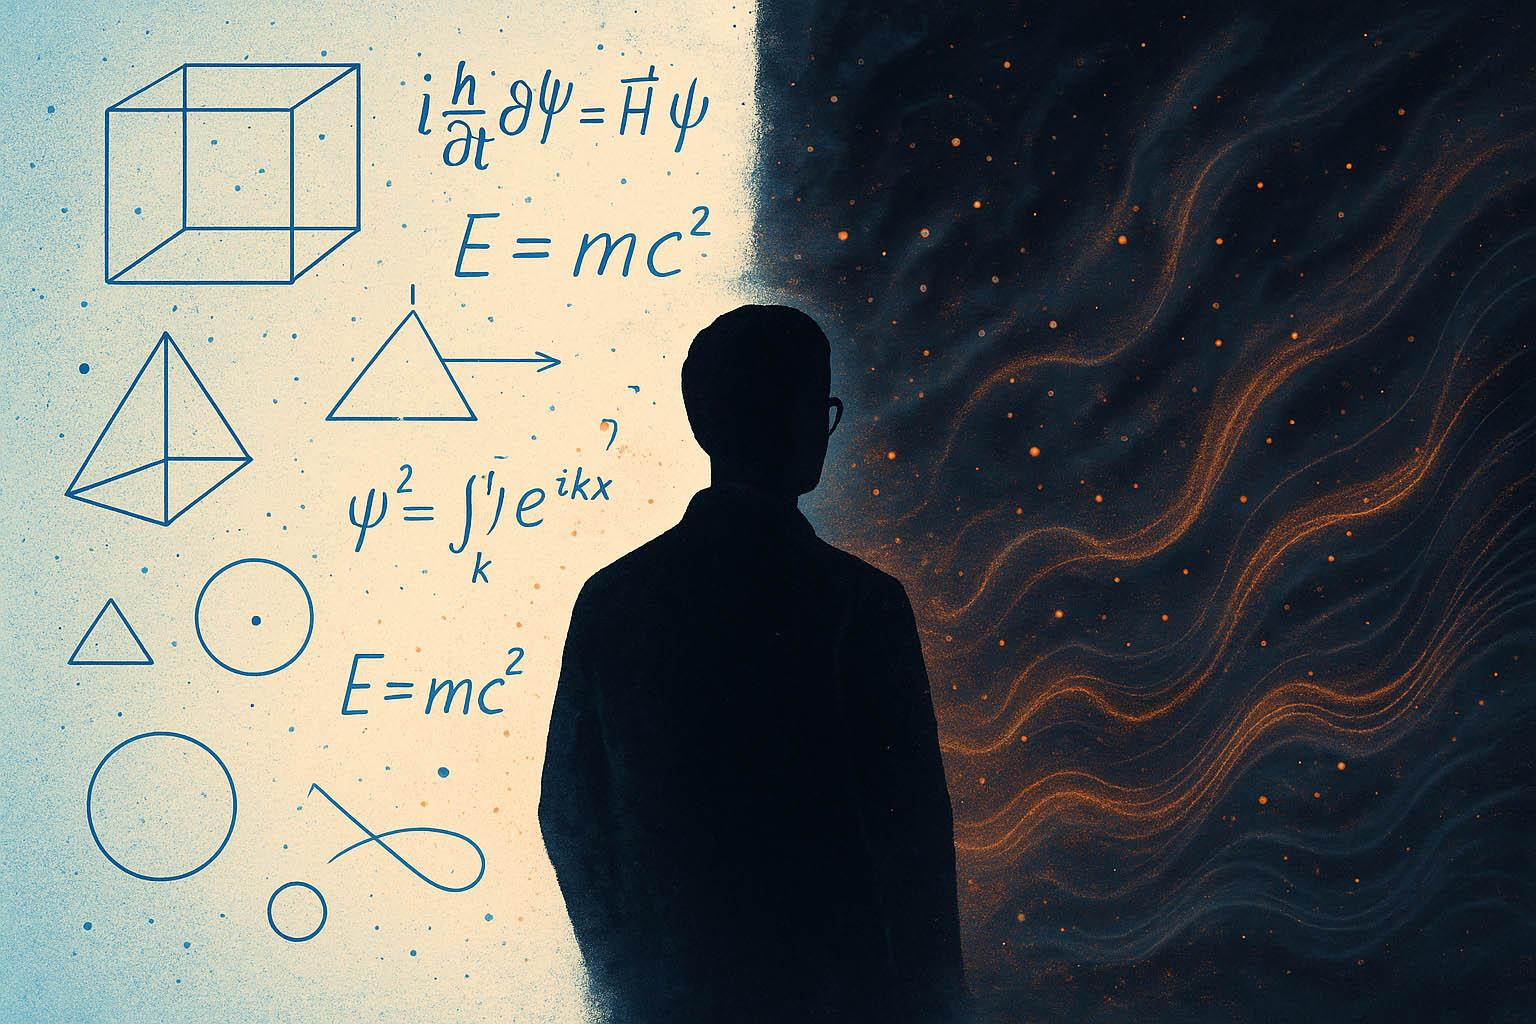 i h/∂t ∂ψ = H⃗ ψ
E = mc²
ψ² = ∫ e^ikx
k
E = mc²